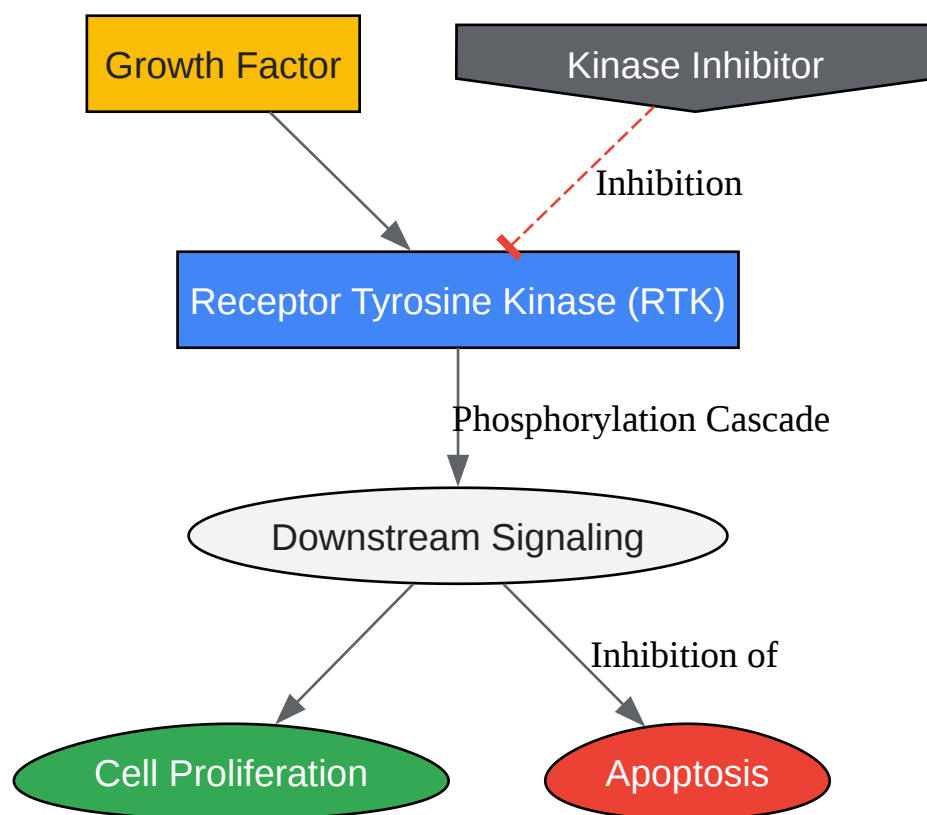 Growth Factor
Kinase Inhibitor
Inhibition
Receptor Tyrosine Kinase (RTK)
Phosphorylation Cascade
Downstream Signaling
Inhibition of
Cell Proliferation
Apoptosis